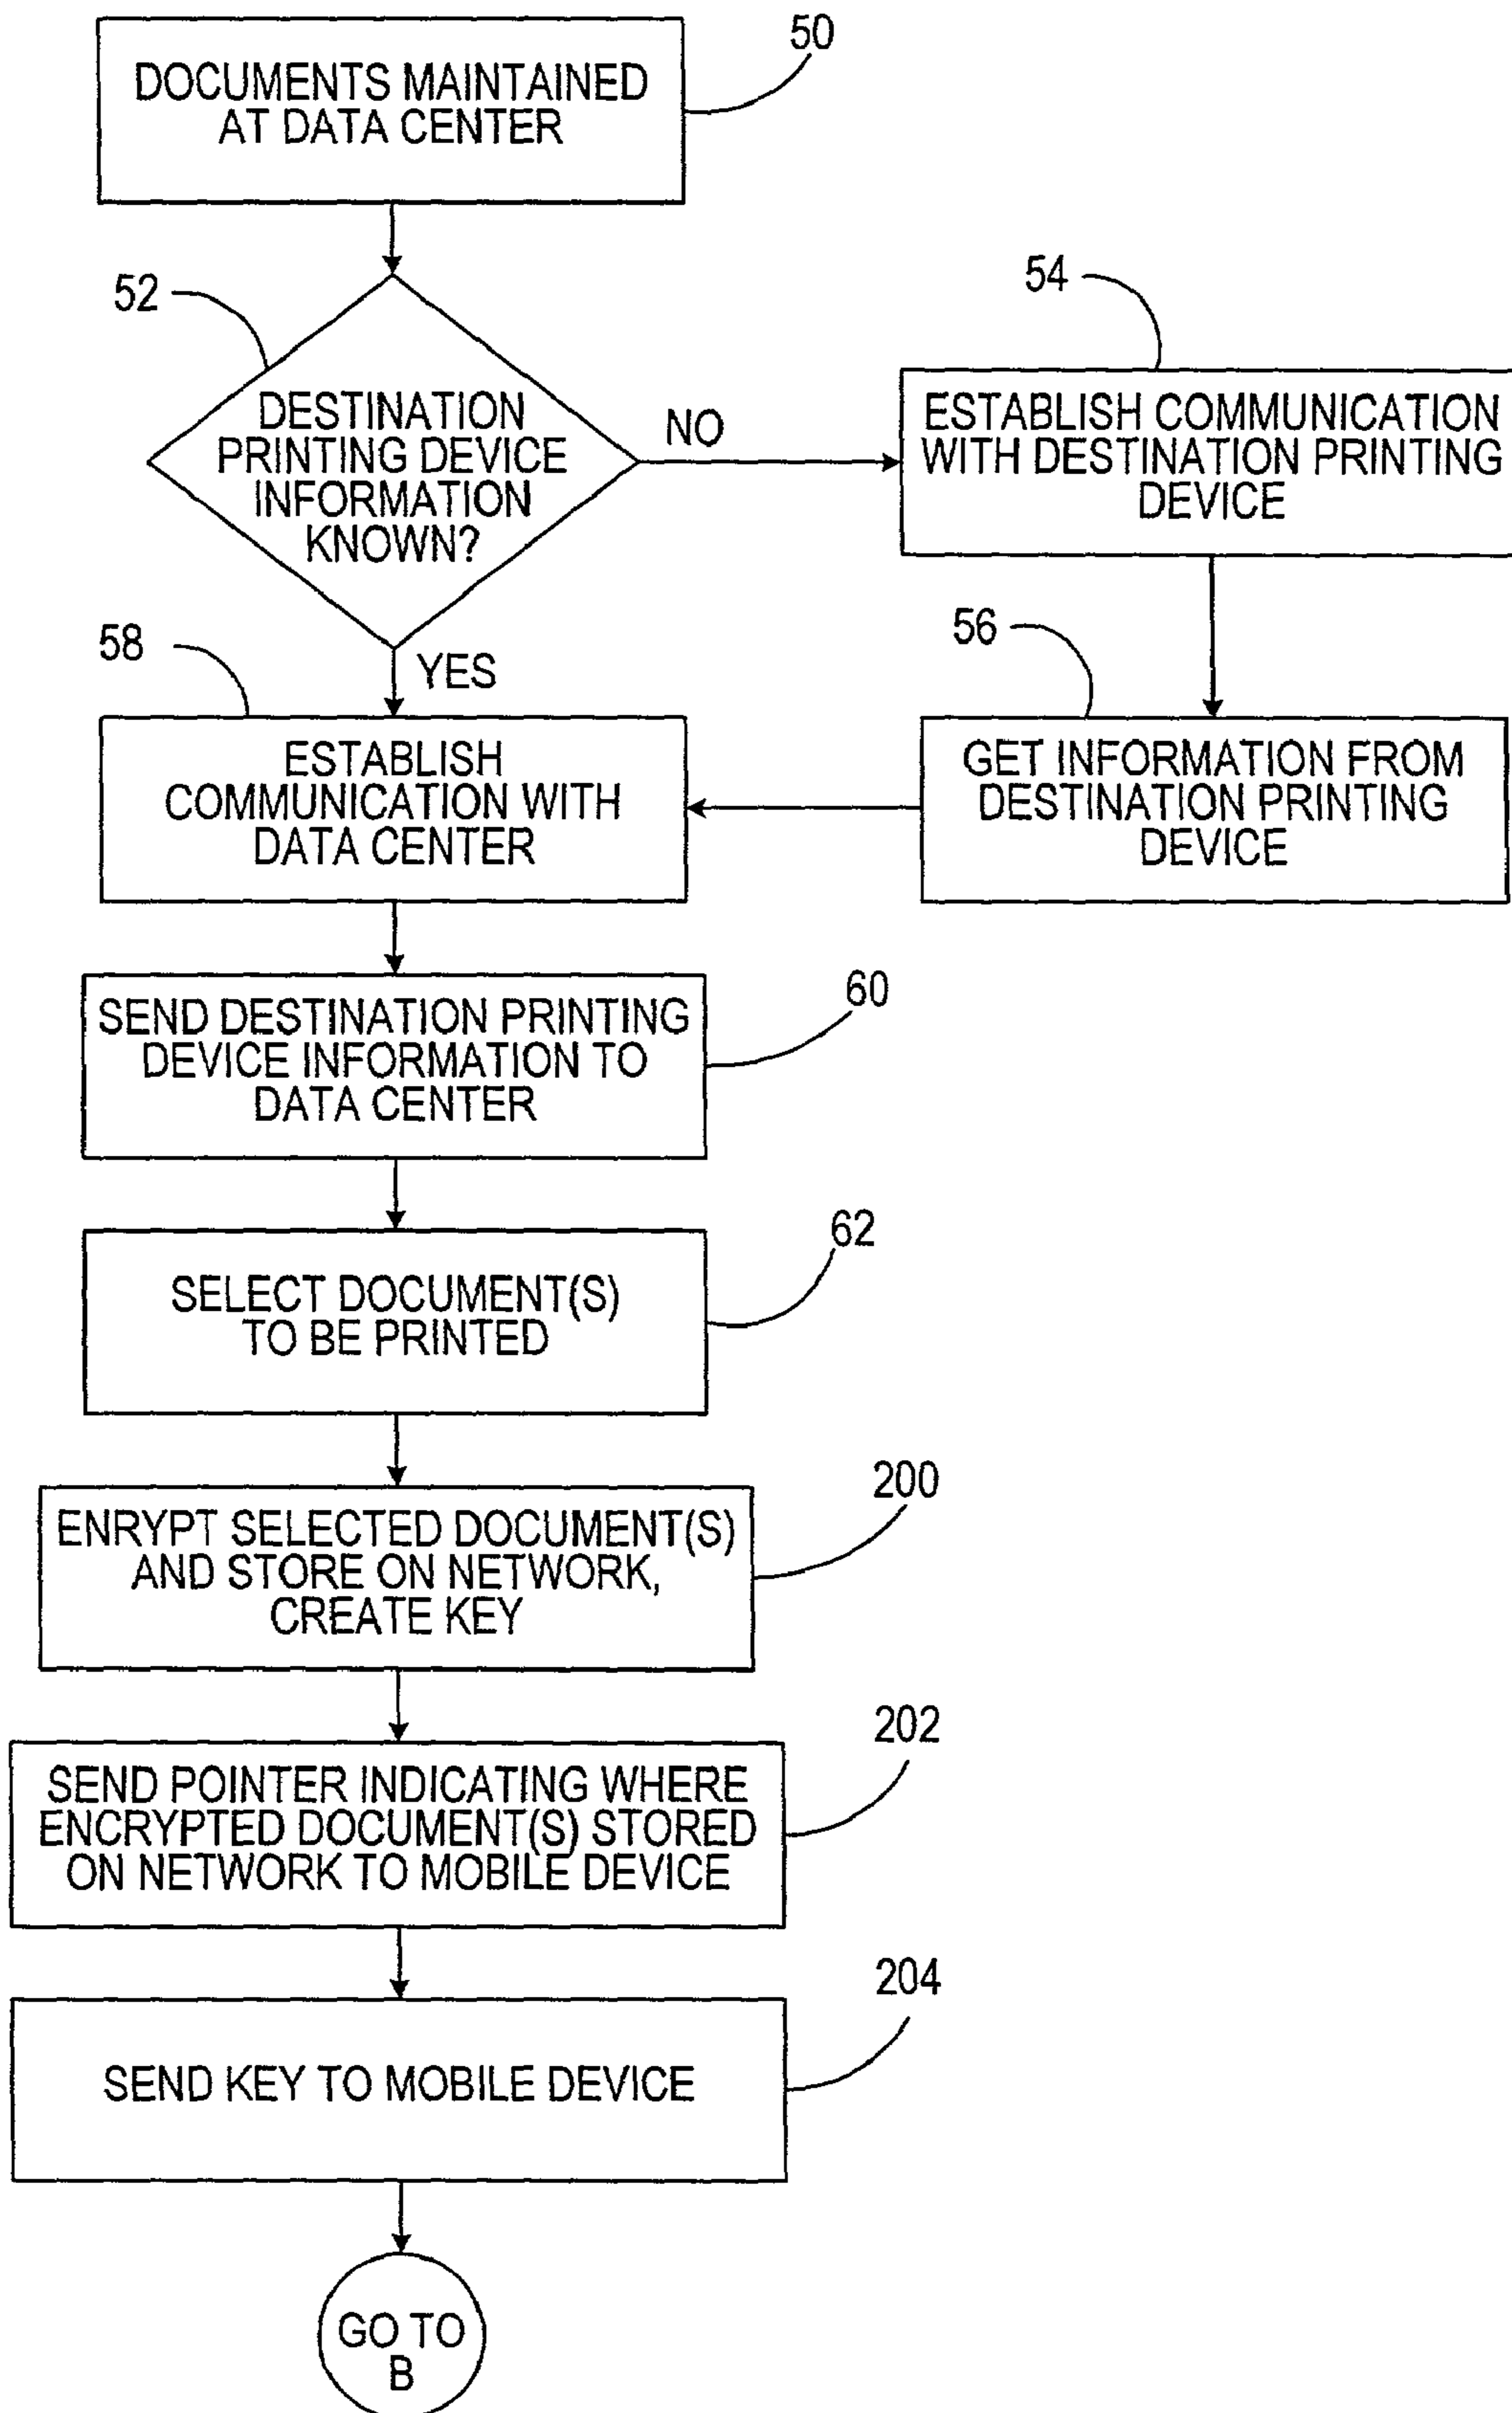 50
DOCUMENTS MAINTAINED
AT DATA CENTER
52
DESTINATION
PRINTING DEVICE
INFORMATION
KNOWN?
NO
54
ESTABLISH COMMUNICATION
WITH DESTINATION PRINTING
DEVICE
YES
56
GET INFORMATION FROM
DESTINATION PRINTING
DEVICE
58
ESTABLISH
COMMUNICATION WITH
DATA CENTER
60
SEND DESTINATION PRINTING
DEVICE INFORMATION TO
DATA CENTER
62
SELECT DOCUMENT(S)
TO BE PRINTED
200
ENRYPT SELECTED DOCUMENT(S)
AND STORE ON NETWORK,
CREATE KEY
202
SEND POINTER INDICATING WHERE
ENCRYPTED DOCUMENT(S) STORED
ON NETWORK TO MOBILE DEVICE
204
SEND KEY TO MOBILE DEVICE
GO TO
B